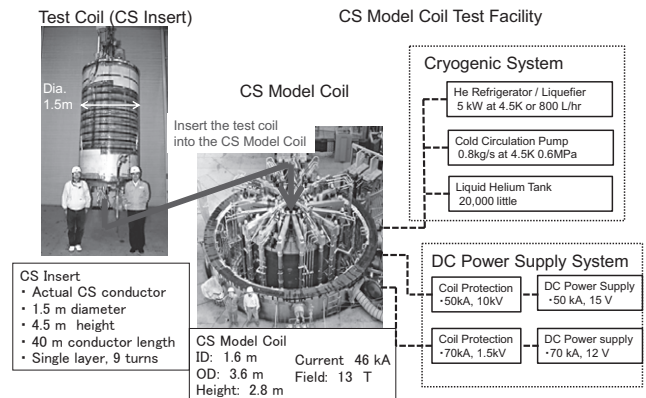 Test Coil (CS Insert)
CS Model Coil Test Facility
Dia.
1.5m
CS Model Coil
Insert the test coil
into the CS Model Coil
Cryogenic System
He Refrigerator / Liquefier
5 kW at 4.5K or 800 L/hr
Cold Circulation Pump
0.8kg/s at 4.5K 0.6MPa
Liquid Helium Tank
20,000 little
DC Power Supply System
Coil Protection
・50kA, 10kV
DC Power Supply
・50 kA, 15 V
Coil Protection
・70kA, 1.5kV
DC Power supply
・70 kA, 12 V
CS Insert
・ Actual CS conductor
・ 1.5 m diameter
・ 4.5 m height
・ 40 m conductor length
・ Single layer, 9 turns
CS Model Coil
ID: 1.6 m
OD: 3.6 m
Height: 2.8 m
Current 46 kA
Field: 13 T